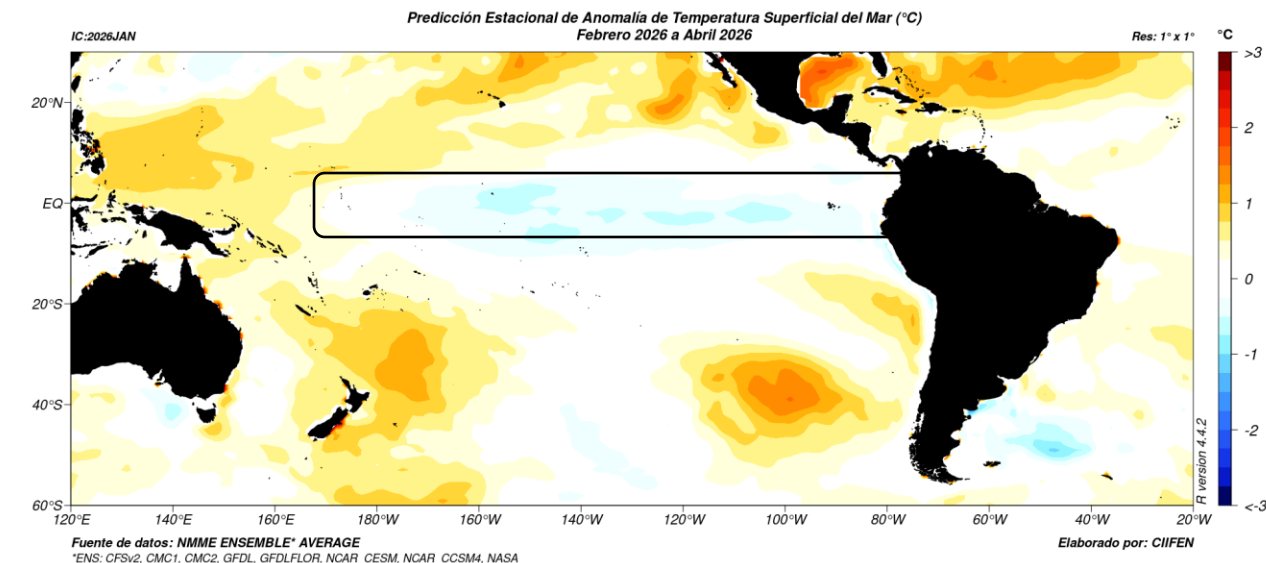 Predicción Estacional de Anomalía de Temperatura Superficial del Mar (°C)
Febrero 2026 a Abril 2026
IC:2026JAN
Res: 1° x 1°
°C
20°N
EQ
20°S
40°S
60°S
120°E 140°E 160°E 180°W 160°W 140°W 120°W 100°W 80°W 60°W 40°W 20°W
>3
2
1
0
-1
-2
<-3
R version 4.4.2
Fuente de datos: NMME ENSEMBLE* AVERAGE
Elaborado por: CIIFEN
*ENS: CFSv2, CMC1, CMC2, GFDL, GFDLFLOR, NCAR_CESM, NCAR_CCSM4, NASA